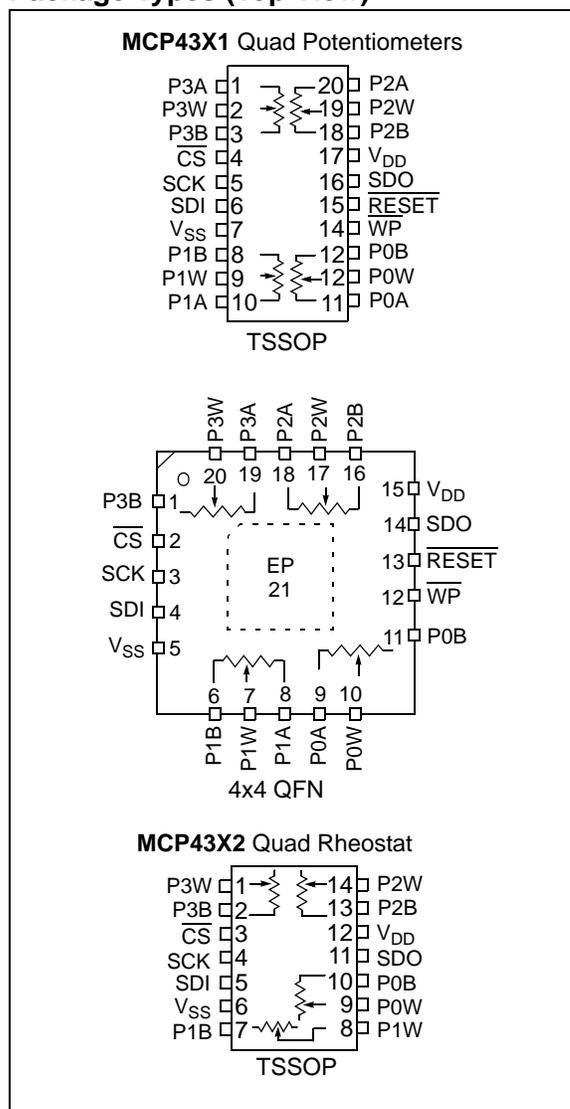 MCP43X1 Quad Potentiometers
P3A 1 20 P2A
P3W 2 19 P2W
P3B 3 18 P2B
CS 4 17 VDD
SCK 5 16 SDO
SDI 6 15 RESET
VSS 7 14 WP
P1B 8 12 P0B
P1W 9 12 P0W
P1A 10 11 P0A
TSSOP
P3W P3A P2A P2W P2B
20 19 18 17 16
P3B 1 15 VDD
CS 2 14 SDO
SCK 3 EP 13 RESET
SDI 4 21 12 WP
VSS 5 11 P0B
6 7 8 9 10
P1B P1W P1A P0A P0W
4x4 QFN
MCP43X2 Quad Rheostat
P3W 1 14 P2W
P3B 2 13 P2B
CS 3 12 VDD
SCK 4 11 SDO
SDI 5 10 P0B
VSS 6 9 P0W
P1B 7 8 P1W
TSSOP